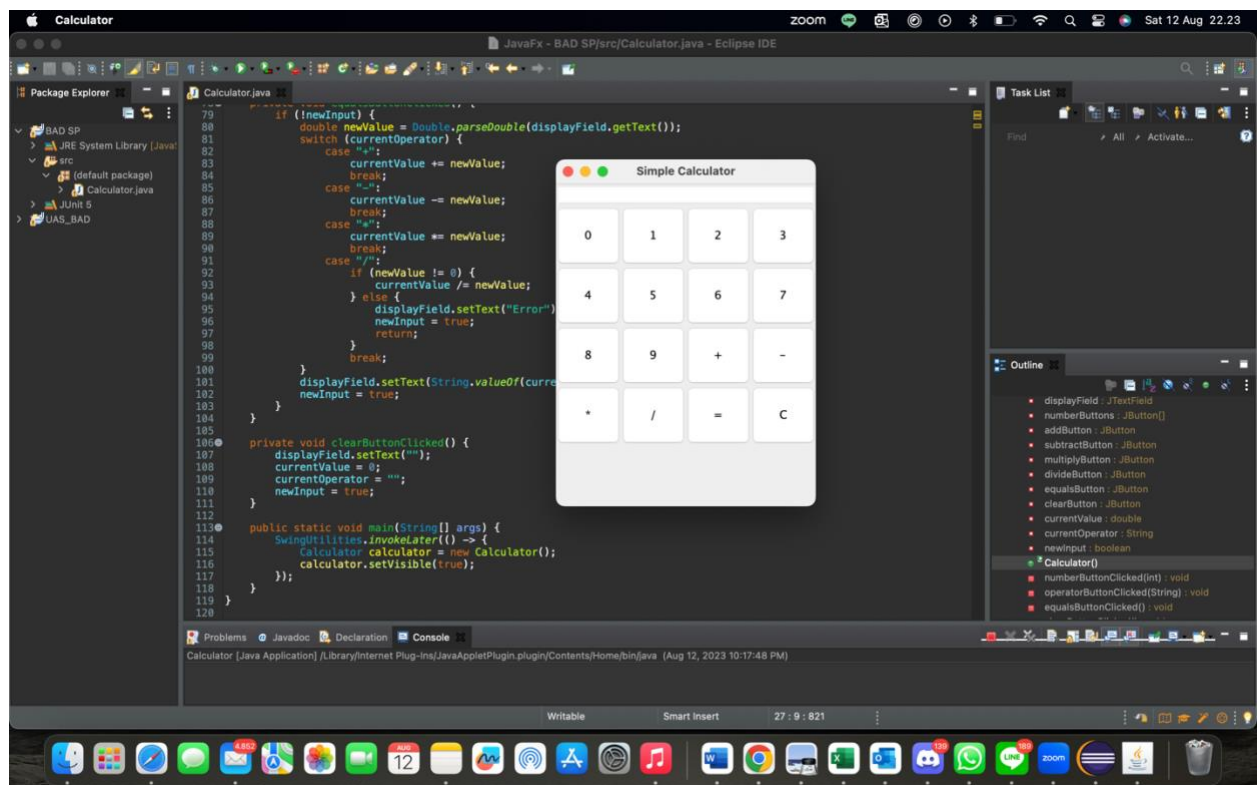 Calculator
zoom
LINE
Sat 12 Aug 22.23
JavaFx - BAD SP/src/Calculator.java - Eclipse IDE
Package Explorer
BAD SP
JRE System Library [Java
src
(default package)
Calculator.java
JUnit 5
UAS_BAD
Calculator.java
79 if (!newInput) {
80 double newValue = Double.parseDouble(displayField.getText());
81 switch (currentOperator) {
82 case "+":
83 currentValue += newValue;
84 break;
85 case "-":
86 currentValue -= newValue;
87 break;
88 case "*":
89 currentValue *= newValue;
90 break;
91 case "/":
92 if (newValue != 0) {
93 currentValue /= newValue;
94 } else {
95 displayField.setText("Error")
96 newInput = true;
97 return;
98 }
99 break;
100 }
101 displayField.setText(String.valueOf(curre
102 newInput = true;
103 }
104 }
105
106 private void clearButtonClicked() {
107 displayField.setText("");
108 currentValue = 0;
109 currentOperator = "";
110 newInput = true;
111 }
112
113 public static void main(String[] args) {
114 SwingUtilities.invokeLater(() -> {
115 Calculator calculator = new Calculator();
116 calculator.setVisible(true);
117 });
118 }
119 }
120
Simple Calculator
0 1 2 3
4 5 6 7
8 9 + -
* / = C
Task List
Find All Activate...
Outline
displayField : JTextField
numberButtons : JButton[]
addButton : JButton
subtractButton : JButton
multiplyButton : JButton
divideButton : JButton
equalsButton : JButton
clearButton : JButton
currentValue : double
currentOperator : String
newInput : boolean
Calculator()
numberButtonClicked(int) : void
operatorButtonClicked(String) : void
equalsButtonClicked() : void
Problems Javadoc Declaration Console
Calculator [Java Application] /Library/Internet Plug-Ins/JavaAppletPlugin.plugin/Contents/Home/bin/java (Aug 12, 2023 10:17:48 PM)
Writable Smart Insert 27 : 9 : 821
4.852
AUG
12
139
189
LINE
zoom